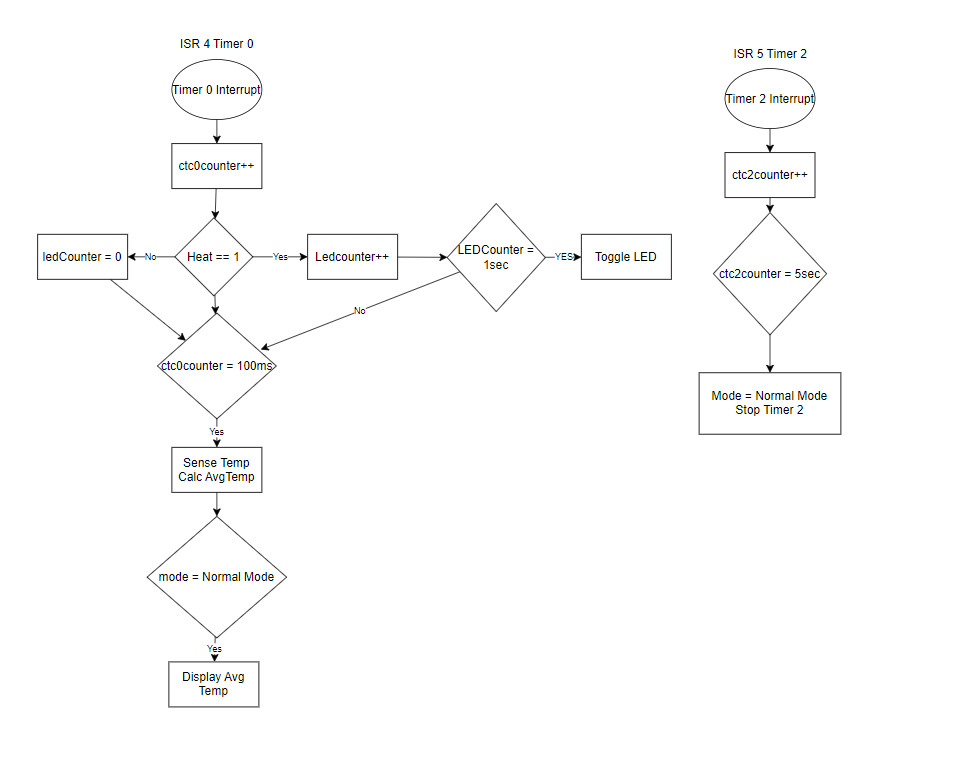 ISR 4 Timer 0
Timer 0 Interrupt
ctc0counter++
Heat == 1
No
ledCounter = 0
Yes
Ledcounter++
LEDCounter =
1sec
YES
Toggle LED
No
ctc0counter = 100ms
Yes
Sense Temp
Calc AvgTemp
mode = Normal Mode
Yes
Display Avg
Temp
ISR 5 Timer 2
Timer 2 Interrupt
ctc2counter++
ctc2counter = 5sec
Mode = Normal Mode
Stop Timer 2